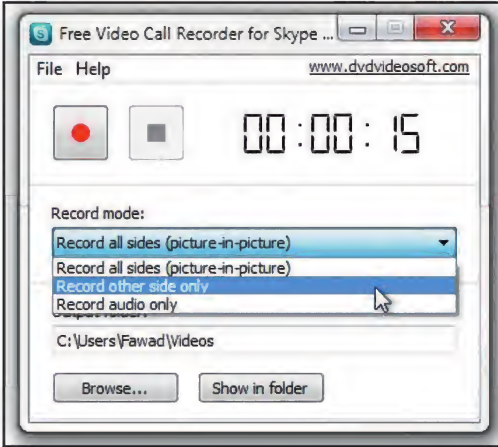 Free Video Call Recorder for Skype ...
File Help www.dvdvideosoft.com
00:00:15
Record mode:
Record all sides (picture-in-picture)
Record all sides (picture-in-picture)
Record other side only
Record audio only
C:\Users\Fawad\Videos
Browse... Show in folder